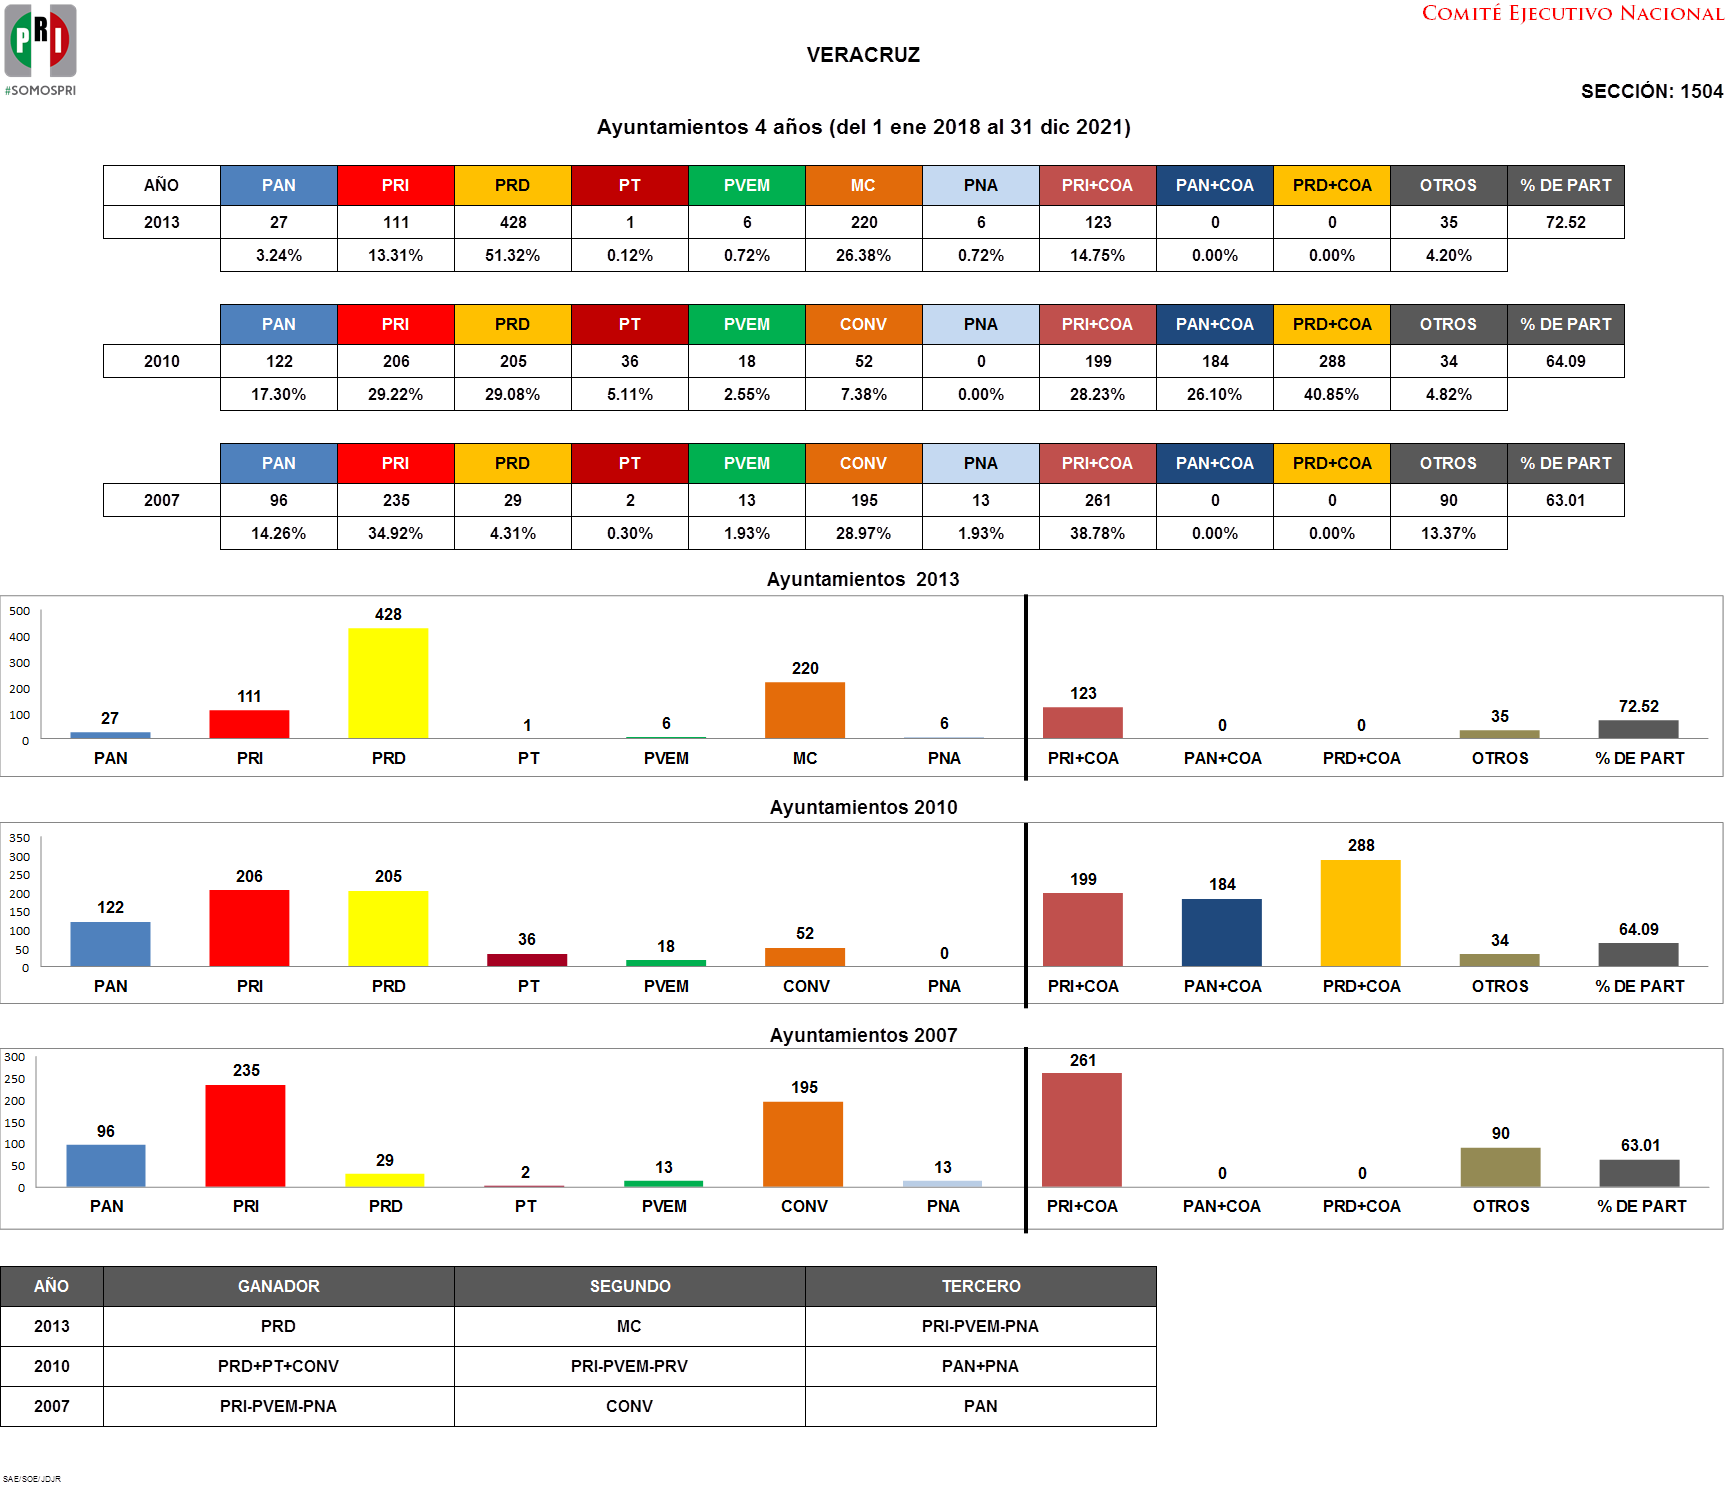 COMITÉ EJECUTIVO NACIONAL
PRI
#SOMOSPRI
VERACRUZ
SECCIÓN: 1504
Ayuntamientos 4 años (del 1 ene 2018 al 31 dic 2021)
AÑO PAN PRI PRD PT PVEM MC PNA PRI+COA PAN+COA PRD+COA OTROS % DE PART
2013 27 111 428 1 6 220 6 123 0 0 35 72.52
3.24% 13.31% 51.32% 0.12% 0.72% 26.38% 0.72% 14.75% 0.00% 0.00% 4.20%
PAN PRI PRD PT PVEM CONV PNA PRI+COA PAN+COA PRD+COA OTROS % DE PART
2010 122 206 205 36 18 52 0 199 184 288 34 64.09
17.30% 29.22% 29.08% 5.11% 2.55% 7.38% 0.00% 28.23% 26.10% 40.85% 4.82%
PAN PRI PRD PT PVEM CONV PNA PRI+COA PAN+COA PRD+COA OTROS % DE PART
2007 96 235 29 2 13 195 13 261 0 0 90 63.01
14.26% 34.92% 4.31% 0.30% 1.93% 28.97% 1.93% 38.78% 0.00% 0.00% 13.37%
Ayuntamientos 2013
500
400
300
200
100
0
27 111 428 1 6 220 6 123 0 0 35 72.52
PAN PRI PRD PT PVEM MC PNA PRI+COA PAN+COA PRD+COA OTROS % DE PART
Ayuntamientos 2010
350
300
250
200
150
100
50
0
122 206 205 36 18 52 0 199 184 288 34 64.09
PAN PRI PRD PT PVEM CONV PNA PRI+COA PAN+COA PRD+COA OTROS % DE PART
Ayuntamientos 2007
300
250
200
150
100
50
0
96 235 29 2 13 195 13 261 0 0 90 63.01
PAN PRI PRD PT PVEM CONV PNA PRI+COA PAN+COA PRD+COA OTROS % DE PART
AÑO GANADOR SEGUNDO TERCERO
2013 PRD MC PRI-PVEM-PNA
2010 PRD+PT+CONV PRI-PVEM-PRV PAN+PNA
2007 PRI-PVEM-PNA CONV PAN
SAE/SOE/JDJR